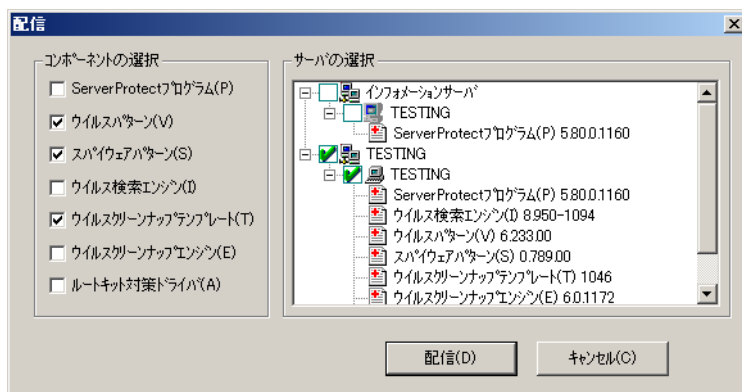 配信
コンポーネントの選択
ServerProtectプログラム(P)
ウイルスパターン(V)
スパイウェアパターン(S)
ウイルス検索エンジン(I)
ウイルスクリーンナップテンプレート(T)
ウイルスクリーンナップエンジン(E)
ルートキット対策ドライバ(A)
サーバの選択
インフォメーションサーバ
TESTING
ServerProtectプログラム(P) 5.80.0.1160
TESTING
TESTING
ServerProtectプログラム(P) 5.80.0.1160
ウイルス検索エンジン(I) 8.950-1094
ウイルスパターン(V) 6.233.00
スパイウェアパターン(S) 0.789.00
ウイルスクリーンナップテンプレート(T) 1046
ウイルスクリーンナップエンジン(E) 6.0.1172
配信(D)
キャンセル(C)